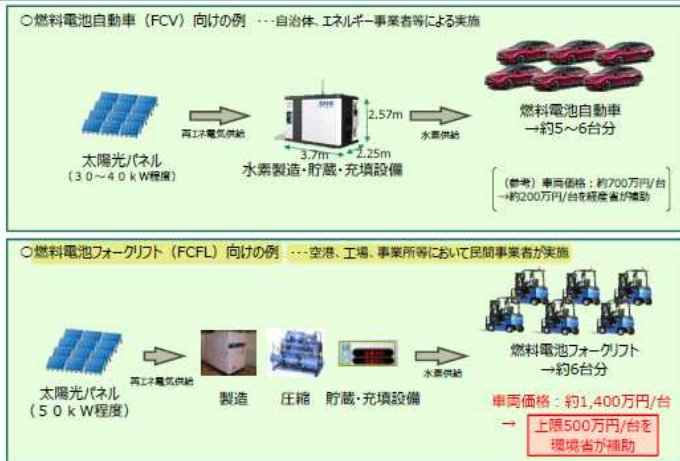 ○燃料電池自動車（FCV）向けの例 ･･･自治体、エネルギー事業者等による実施
太陽光パネル
（３０～４０ｋW程度）
再エネ電気供給
2.57m
3.7m
2.25m
水素製造・貯蔵・充填設備
水素供給
燃料電池自動車
→約5～6台分
（参考）車両価格：約700万円/台
→約200万円/台を経産省が補助
○燃料電池フォークリフト（FCFL）向けの例 ･･･空港、工場、事業所等において民間事業者が実施
太陽光パネル
（５０ｋW程度）
再エネ電気供給
製造 圧縮 貯蔵・充填設備
水素供給
燃料電池フォークリフト
→約6台分
車両価格：約1,400万円/台
→ 上限500万円/台を
環境省が補助